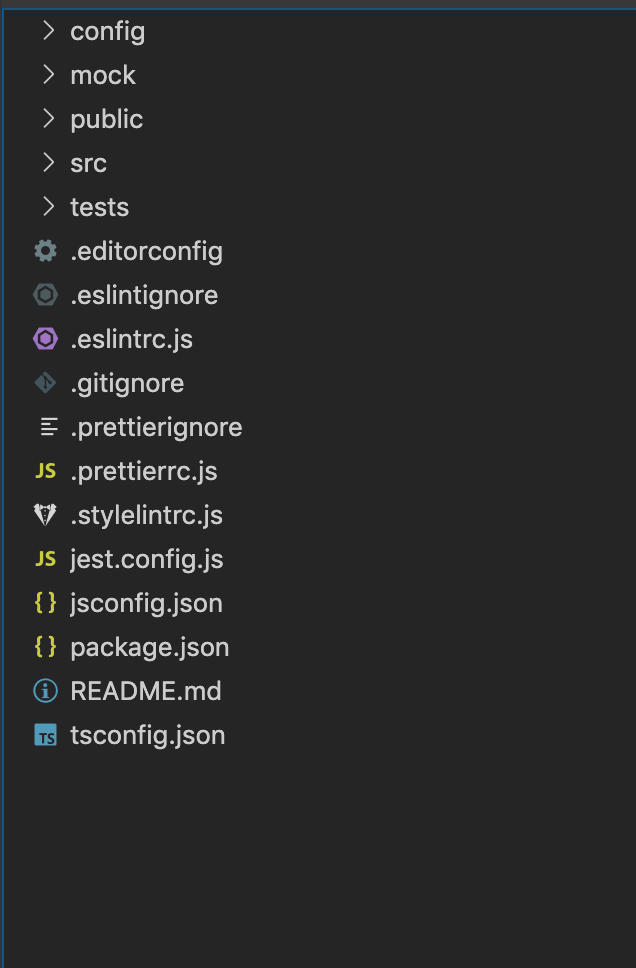 config
mock
public
src
tests
.editorconfig
.eslintignore
.eslintrc.js
.gitignore
.prettierignore
JS .prettierrc.js
.stylelintrc.js
JS jest.config.js
{ } jsconfig.json
{ } package.json
README.md
TS tsconfig.json